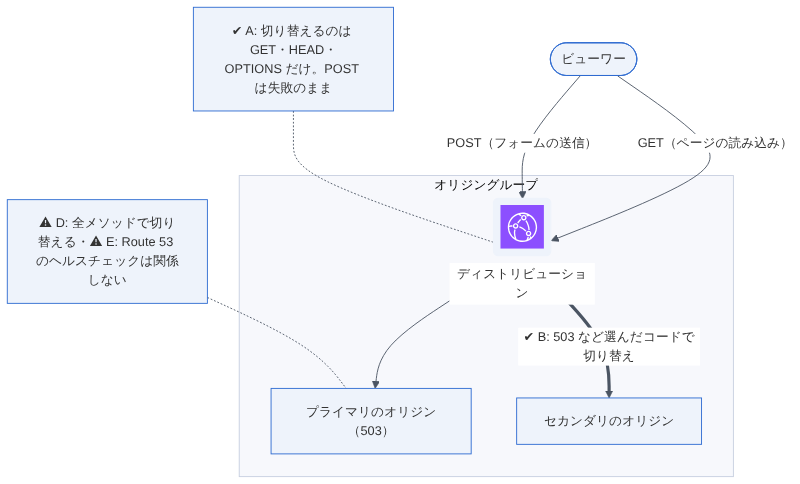 ✔ A: 切り替えるのは
GET・HEAD・
OPTIONS だけ。POST
は失敗のまま
ビューワー
POST（フォームの送信）
GET（ページの読み込み）
オリジングループ
⚠ D: 全メソッドで切り
替える・⚠ E: Route 53
のヘルスチェックは関係
しない
ディストリビューショ
ン
✔ B: 503 など選んだコードで
切り替え
プライマリのオリジン
（503）
セカンダリのオリジン